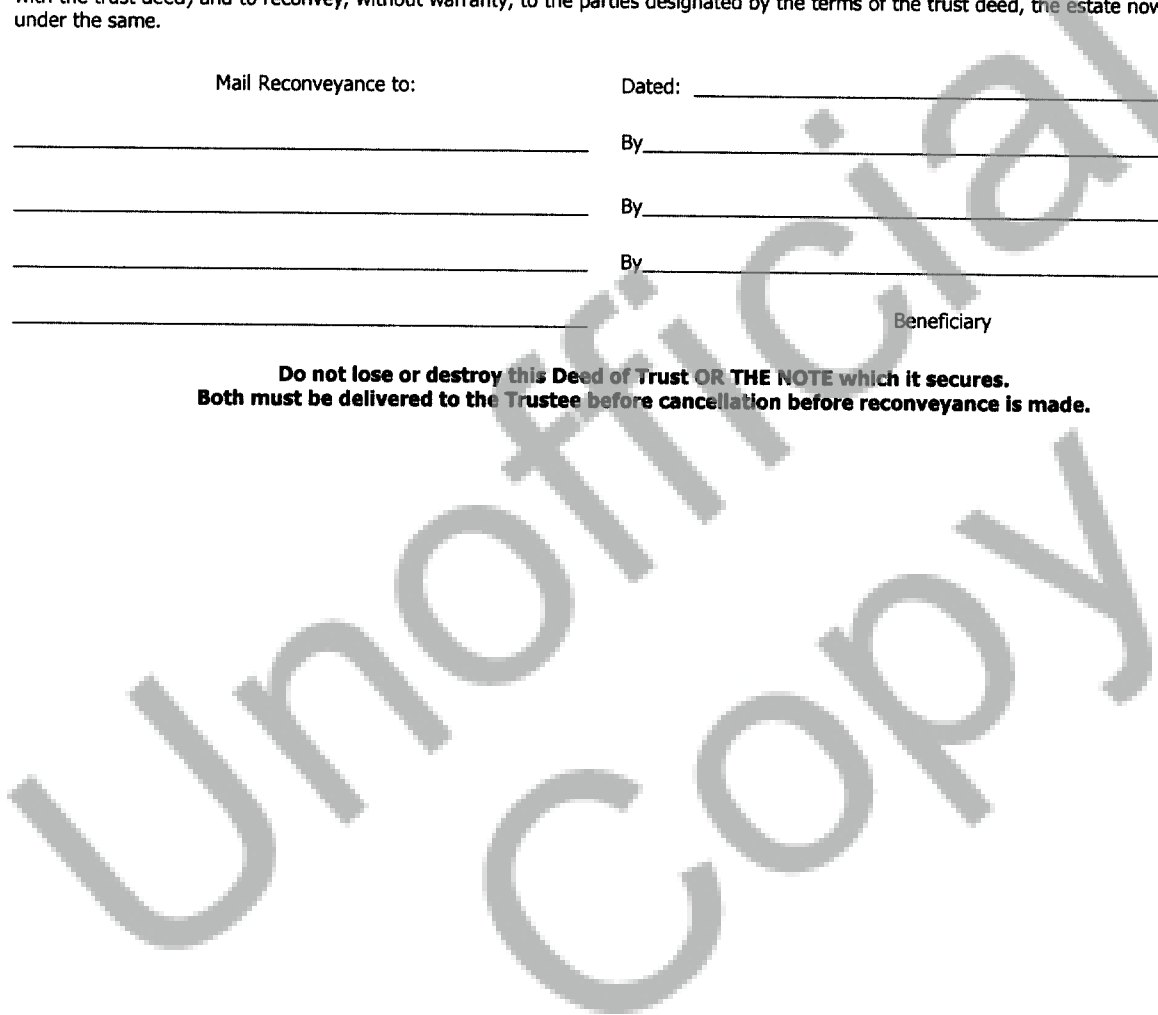 with the trust deed) and to reconvey, without warranty, to the parties designated by the terms of the trust deed, the estate now
under the same.
Mail Reconveyance to:
Dated:
By
By
By
Beneficiary
Do not lose or destroy this Deed of Trust OR THE NOTE which it secures.
Both must be delivered to the Trustee before cancellation before reconveyance is made.
Unofficial
Copy